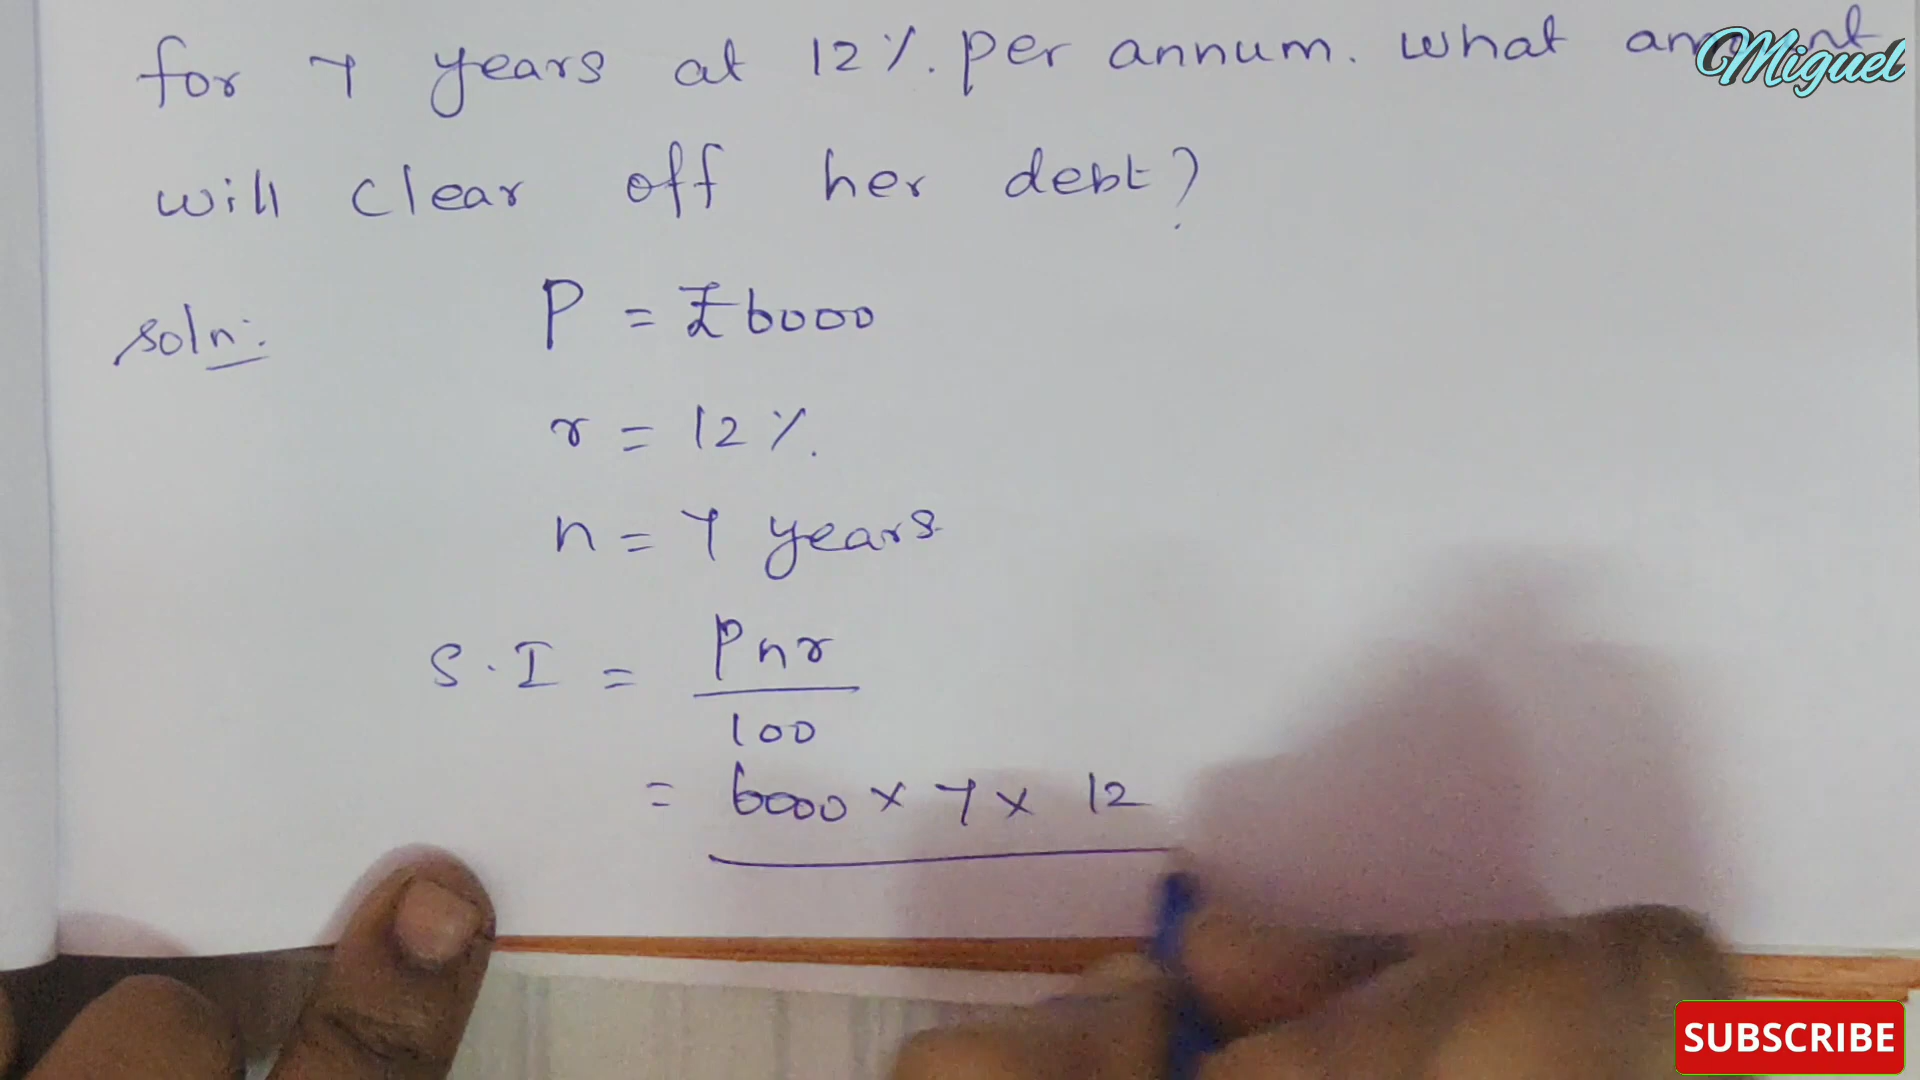 for 7 years at 12%. per annum. what amount
Miguel
will clear off her debt?
soln:
P = ₹6000
r = 12%.
n = 7 years
S.I = Pnr
100
= 6000 x 7 x 12
SUBSCRIBE